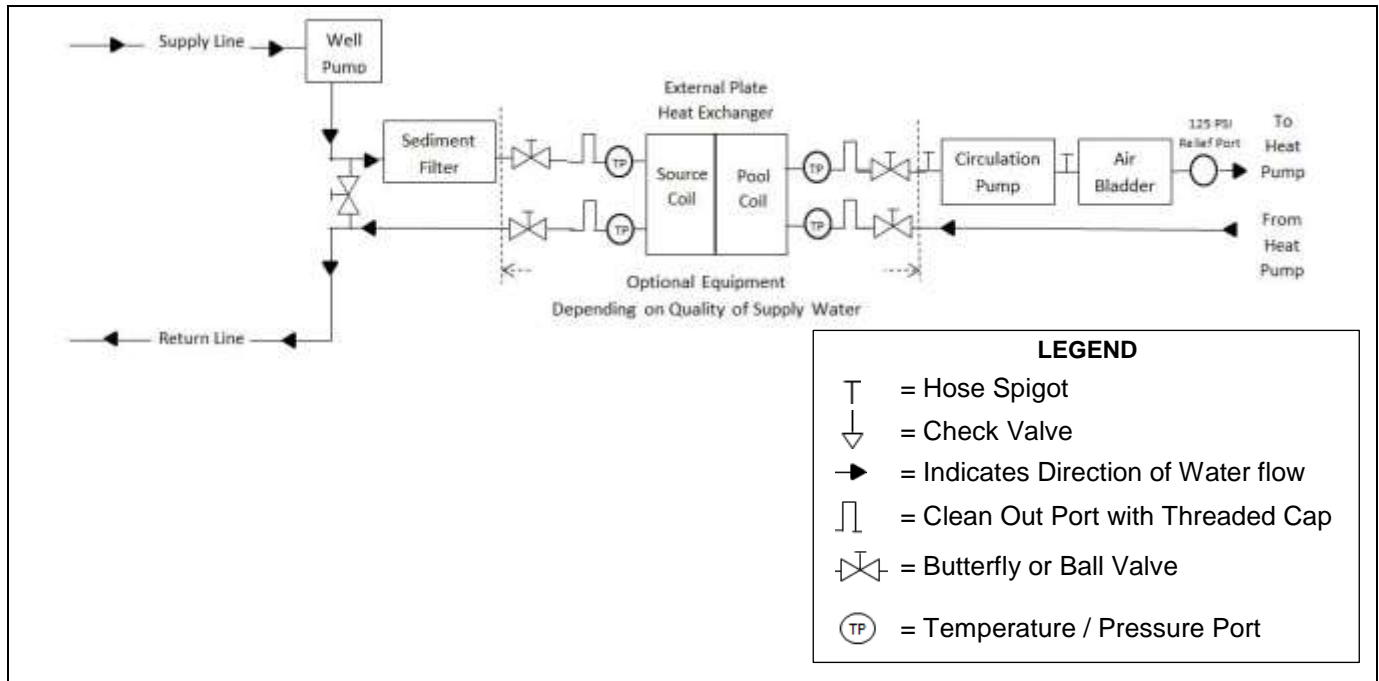 Supply Line
Well
Pump
External Plate
Heat Exchanger
Sediment
Filter
TP
TP
Source
Coil
Pool
Coil
TP
TP
Circulation
Pump
Air
Bladder
125 PSI
Relief Port
To
Heat
Pump
From
Heat
Pump
Optional Equipment
Depending on Quality of Supply Water
Return Line
LEGEND
= Hose Spigot
= Check Valve
= Indicates Direction of Water flow
= Clean Out Port with Threaded Cap
= Butterfly or Ball Valve
TP = Temperature / Pressure Port